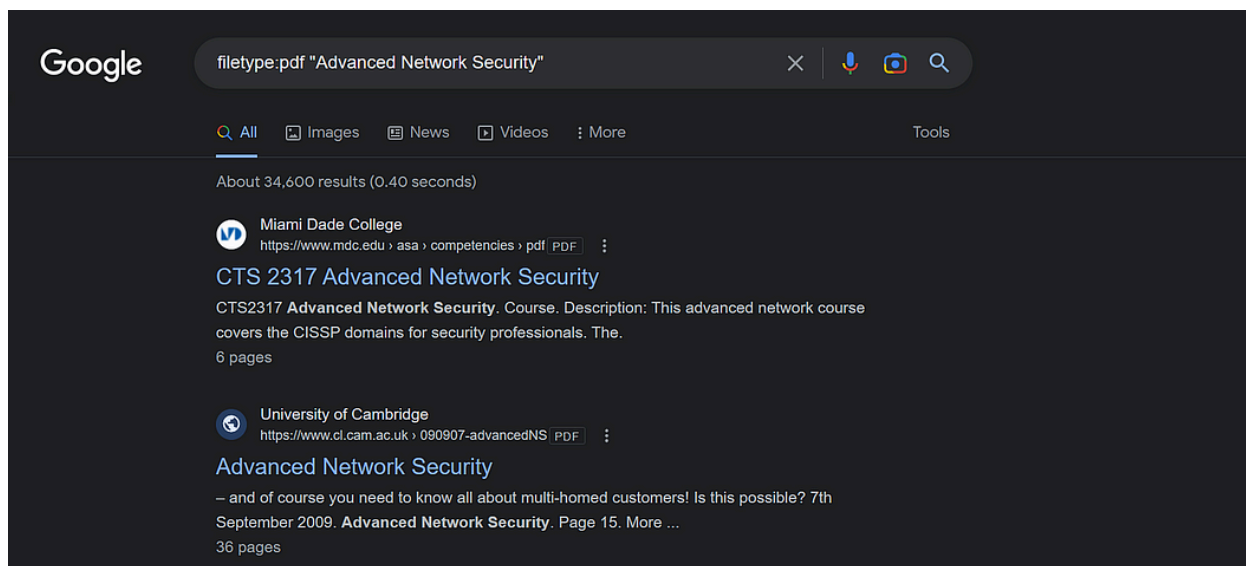 Google
filetype:pdf "Advanced Network Security"
All Images News Videos More Tools
About 34,600 results (0.40 seconds)
Miami Dade College
https://www.mdc.edu › asa › competencies › pdf PDF
CTS 2317 Advanced Network Security
CTS2317 Advanced Network Security. Course. Description: This advanced network course
covers the CISSP domains for security professionals. The.
6 pages
University of Cambridge
https://www.cl.cam.ac.uk › 090907-advancedNS PDF
Advanced Network Security
– and of course you need to know all about multi-homed customers! Is this possible? 7th
September 2009. Advanced Network Security. Page 15. More ...
36 pages